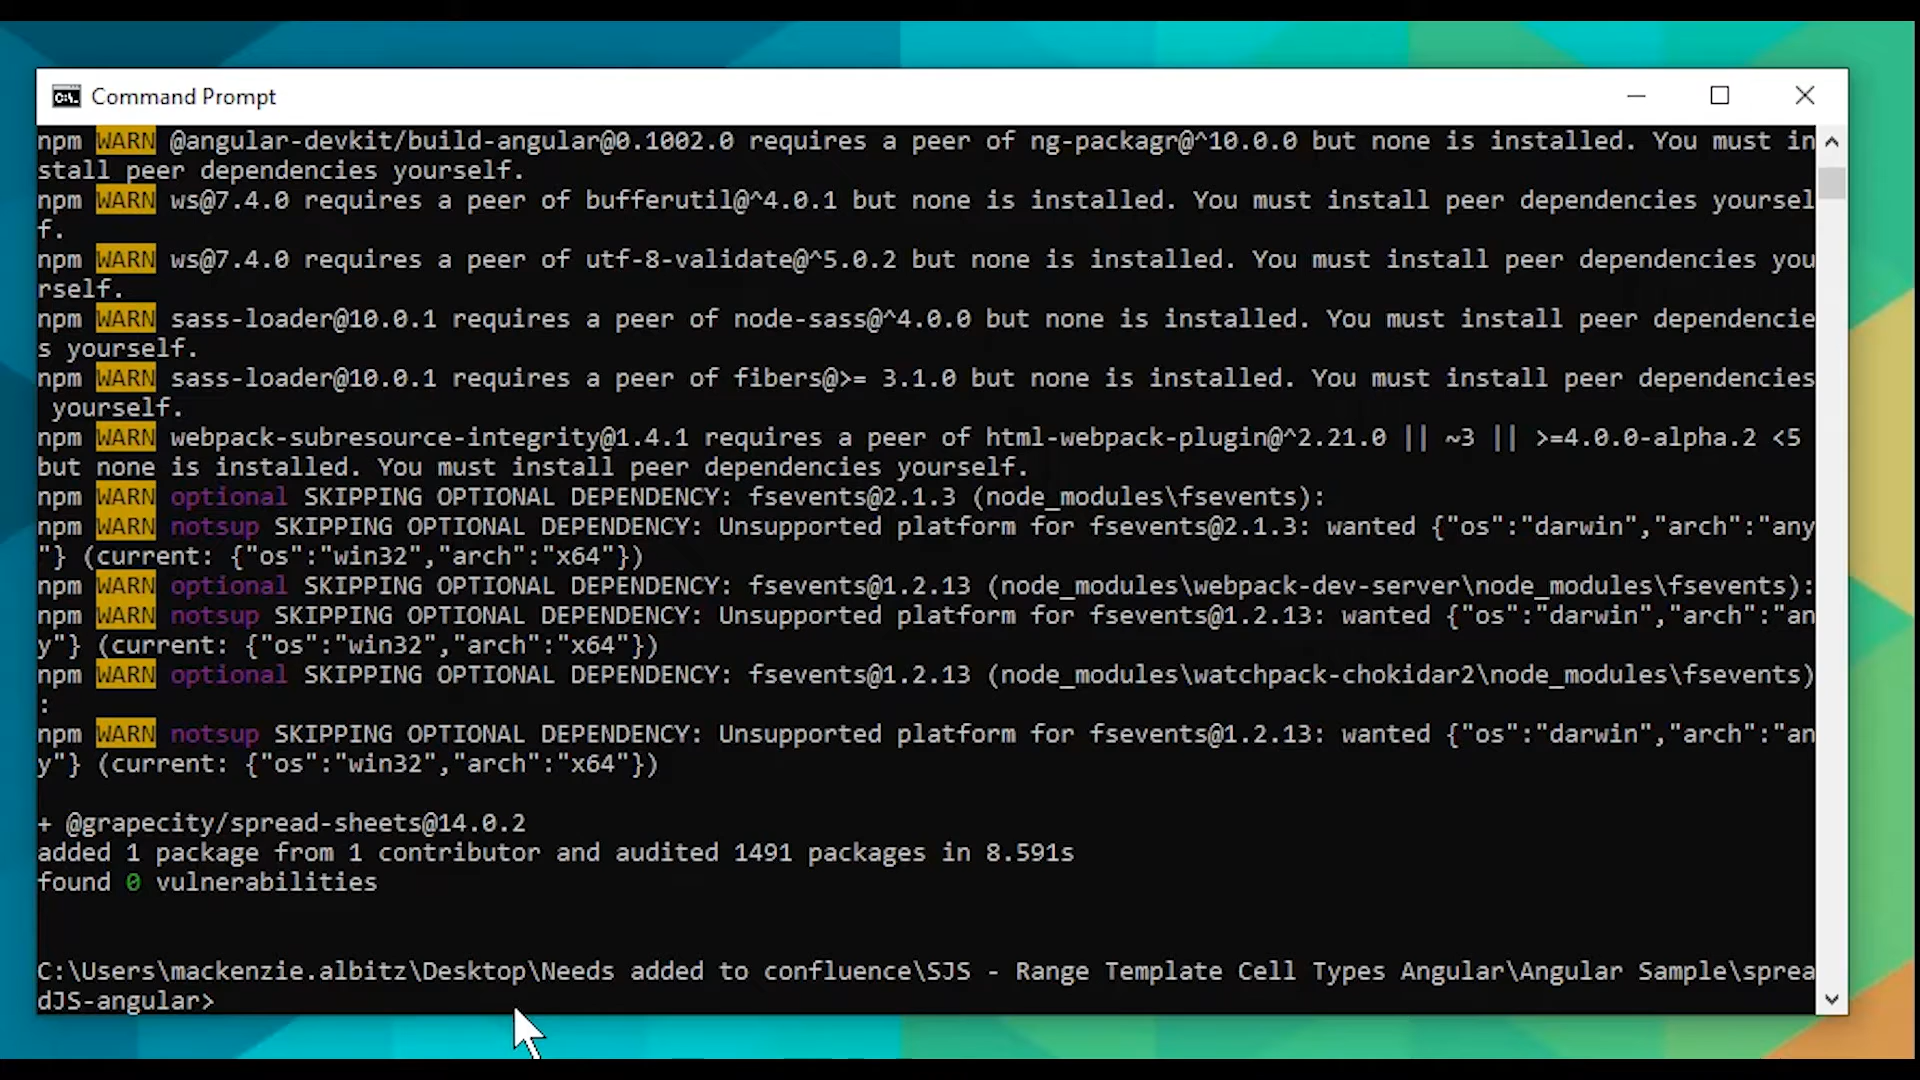 Command Prompt
npm WARN @angular-devkit/build-angular@0.1002.0 requires a peer of ng-packagr@^10.0.0 but none is installed. You must in
stall peer dependencies yourself.
npm WARN ws@7.4.0 requires a peer of bufferutil@^4.0.1 but none is installed. You must install peer dependencies yoursel
f.
npm WARN ws@7.4.0 requires a peer of utf-8-validate@^5.0.2 but none is installed. You must install peer dependencies you
rself.
npm WARN sass-loader@10.0.1 requires a peer of node-sass@^4.0.0 but none is installed. You must install peer dependencie
s yourself.
npm WARN sass-loader@10.0.1 requires a peer of fibers@>= 3.1.0 but none is installed. You must install peer dependencies
 yourself.
npm WARN webpack-subresource-integrity@1.4.1 requires a peer of html-webpack-plugin@^2.21.0 || ~3 || >=4.0.0-alpha.2 <5
but none is installed. You must install peer dependencies yourself.
npm WARN optional SKIPPING OPTIONAL DEPENDENCY: fsevents@2.1.3 (node_modules\fsevents):
npm WARN notsup SKIPPING OPTIONAL DEPENDENCY: Unsupported platform for fsevents@2.1.3: wanted {"os":"darwin","arch":"any
"} (current: {"os":"win32","arch":"x64"})
npm WARN optional SKIPPING OPTIONAL DEPENDENCY: fsevents@1.2.13 (node_modules\webpack-dev-server\node_modules\fsevents):
npm WARN notsup SKIPPING OPTIONAL DEPENDENCY: Unsupported platform for fsevents@1.2.13: wanted {"os":"darwin","arch":"an
y"} (current: {"os":"win32","arch":"x64"})
npm WARN optional SKIPPING OPTIONAL DEPENDENCY: fsevents@1.2.13 (node_modules\watchpack-chokidar2\node_modules\fsevents)
:
npm WARN notsup SKIPPING OPTIONAL DEPENDENCY: Unsupported platform for fsevents@1.2.13: wanted {"os":"darwin","arch":"an
y"} (current: {"os":"win32","arch":"x64"})
+ @grapecity/spread-sheets@14.0.2
added 1 package from 1 contributor and audited 1491 packages in 8.591s
found 0 vulnerabilities
C:\Users\mackenzie.albitz\Desktop\Needs added to confluence\SJS - Range Template Cell Types Angular\Angular Sample\sprea
dJS-angular>